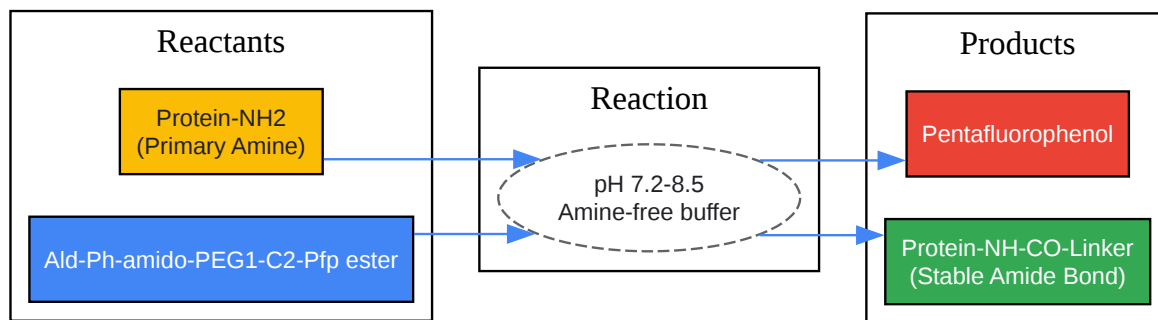 Reactants
Protein-NH2
(Primary Amine)
Ald-Ph-amido-PEG1-C2-Pfp ester
Reaction
pH 7.2-8.5
Amine-free buffer
Products
Pentafluorophenol
Protein-NH-CO-Linker
(Stable Amide Bond)